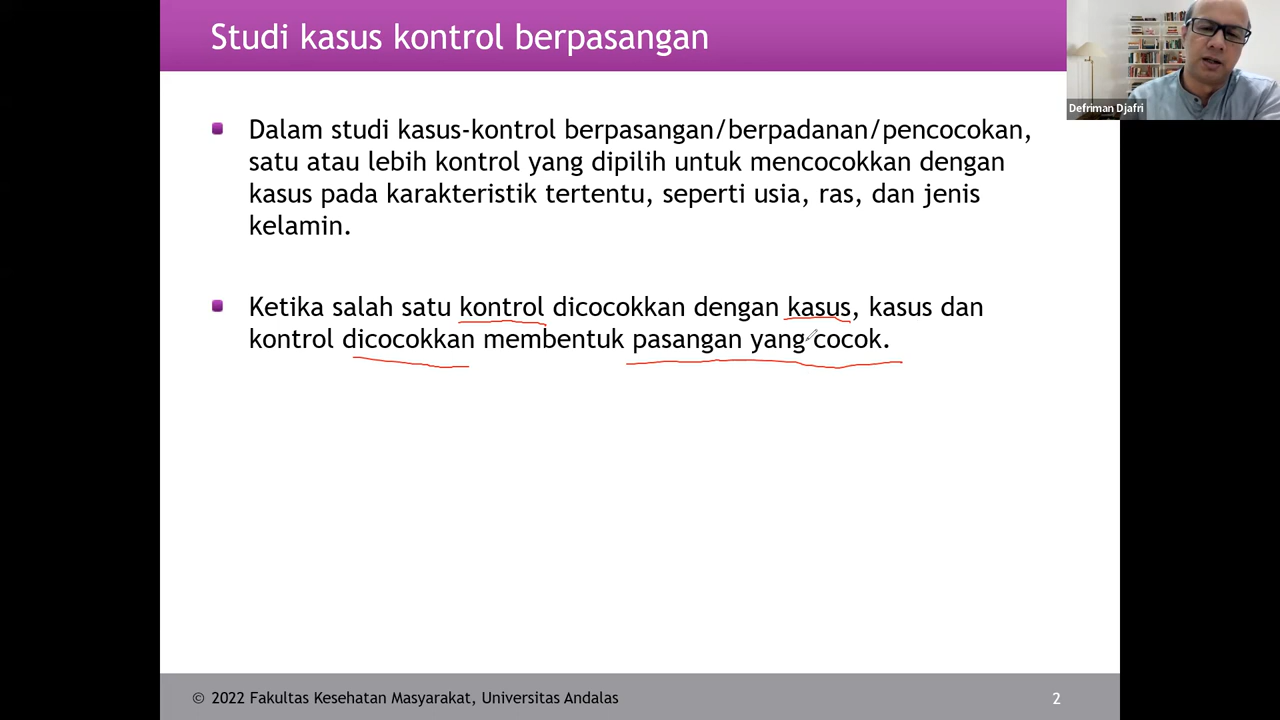 Studi kasus kontrol berpasangan
Defriman Djafri
Dalam studi kasus-kontrol berpasangan/berpadanan/pencocokan,
satu atau lebih kontrol yang dipilih untuk mencocokkan dengan
kasus pada karakteristik tertentu, seperti usia, ras, dan jenis
kelamin.
Ketika salah satu kontrol dicocokkan dengan kasus, kasus dan
kontrol dicocokkan membentuk pasangan yang cocok.
© 2022 Fakultas Kesehatan Masyarakat, Universitas Andalas
2